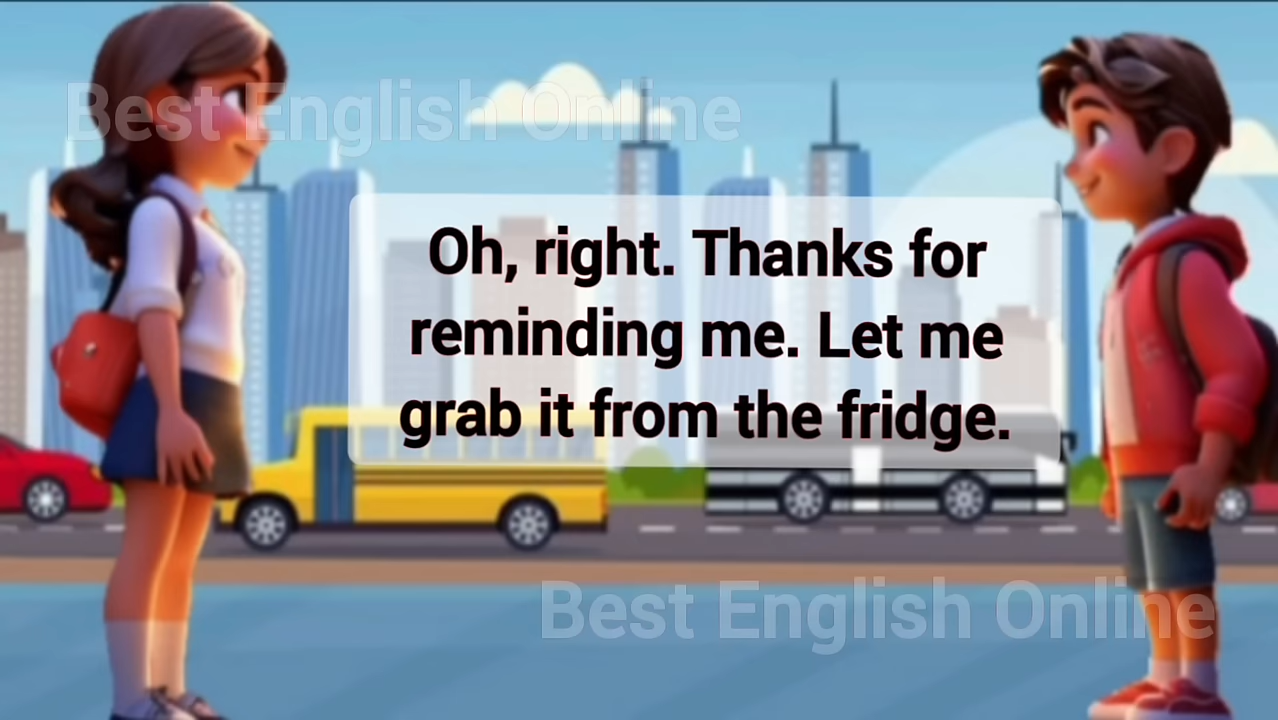 Best English Online
Oh, right. Thanks for
reminding me. Let me
grab it from the fridge.
Best English Online